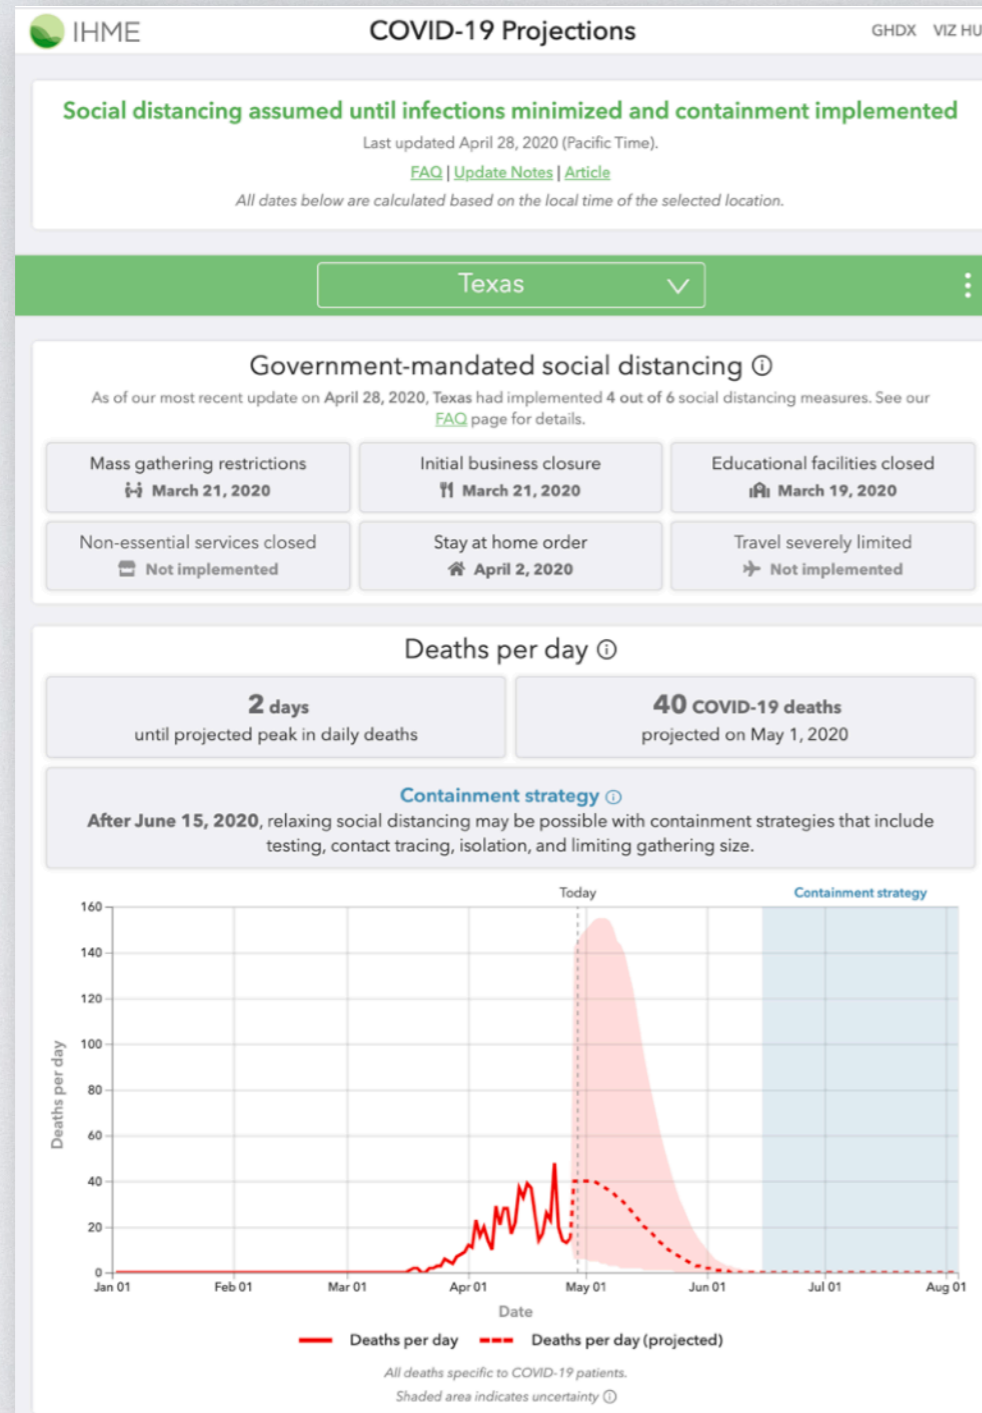 IHME
COVID-19 Projections
GHDX VIZ HU
Social distancing assumed until infections minimized and containment implemented
Last updated April 28, 2020 (Pacific Time).
FAQ | Update Notes | Article
All dates below are calculated based on the local time of the selected location.
Texas
Government-mandated social distancing
As of our most recent update on April 28, 2020, Texas had implemented 4 out of 6 social distancing measures. See our
FAQ page for details.
Mass gathering restrictions
March 21, 2020
Initial business closure
March 21, 2020
Educational facilities closed
March 19, 2020
Non-essential services closed
Not implemented
Stay at home order
April 2, 2020
Travel severely limited
Not implemented
Deaths per day
2 days
until projected peak in daily deaths
40 COVID-19 deaths
projected on May 1, 2020
Containment strategy
After June 15, 2020, relaxing social distancing may be possible with containment strategies that include
testing, contact tracing, isolation, and limiting gathering size.
Today
Containment strategy
160
140
120
100
80
60
40
20
0
Deaths per day
Jan 01 Feb 01 Mar 01 Apr 01 May 01 Jun 01 Jul 01 Aug 01
Date
Deaths per day Deaths per day (projected)
All deaths specific to COVID-19 patients.
Shaded area indicates uncertainty